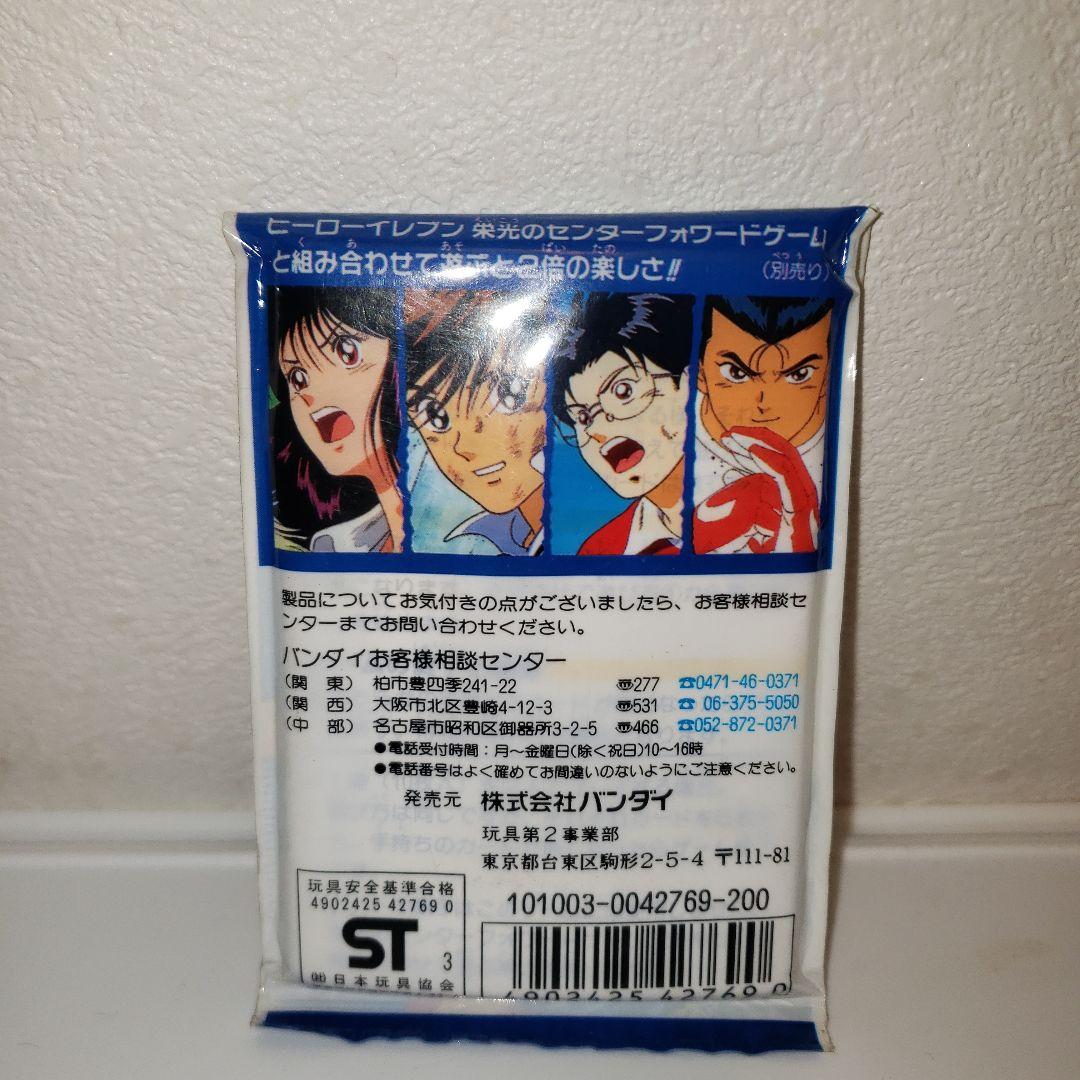 ヒーローイレブン 栄光のセンターフォワードゲーム
と組み合わせて遊ぶと2倍の楽しさ!!
(別売り)
製品についてお気付きの点がございましたら、お客様相談セ
ンターまでお問い合わせください。
バンダイお客様相談センター
(関 東) 柏市豊四季241-22 〠277 ☎0471-46-0371
(関 西) 大阪市北区豊崎4-12-3 〠531 ☎ 06-375-5050
(中 部) 名古屋市昭和区御器所3-2-5 〠466 ☎052-872-0371
●電話受付時間：月〜金曜日(除く祝日)10〜16時
●電話番号はよく確めてお間違いのないようにご注意ください。
発売元 株式会社バンダイ
玩具第2事業部
東京都台東区駒形2-5-4 〒111-81
玩具安全基準合格
4902425 42769 0
ST 3
㈳日本玩具協会
101003-0042769-200
4902425 42769 0